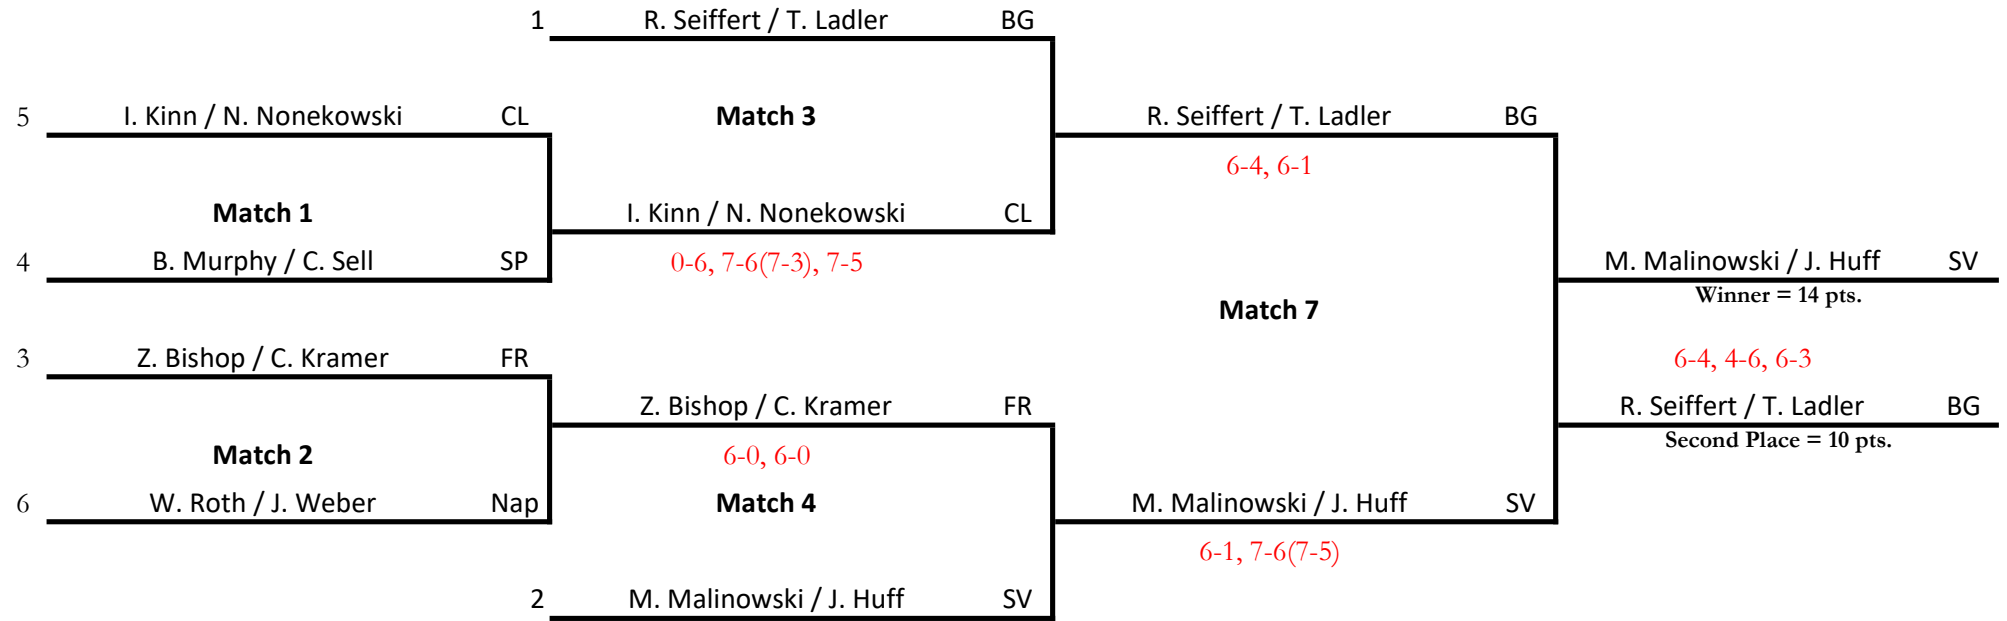 1 R. Seiffert / T. Ladler BG
5 I. Kinn / N. Nonekowski CL Match 3 R. Seiffert / T. Ladler BG
6-4, 6-1
Match 1 I. Kinn / N. Nonekowski CL
4 B. Murphy / C. Sell SP 0-6, 7-6(7-3), 7-5 M. Malinowski / J. Huff SV
Winner = 14 pts.
Match 7
3 Z. Bishop / C. Kramer FR 6-4, 4-6, 6-3
Z. Bishop / C. Kramer FR R. Seiffert / T. Ladler BG
Second Place = 10 pts.
Match 2 6-0, 6-0
6 W. Roth / J. Weber Nap Match 4 M. Malinowski / J. Huff SV
6-1, 7-6(7-5)
2 M. Malinowski / J. Huff SV